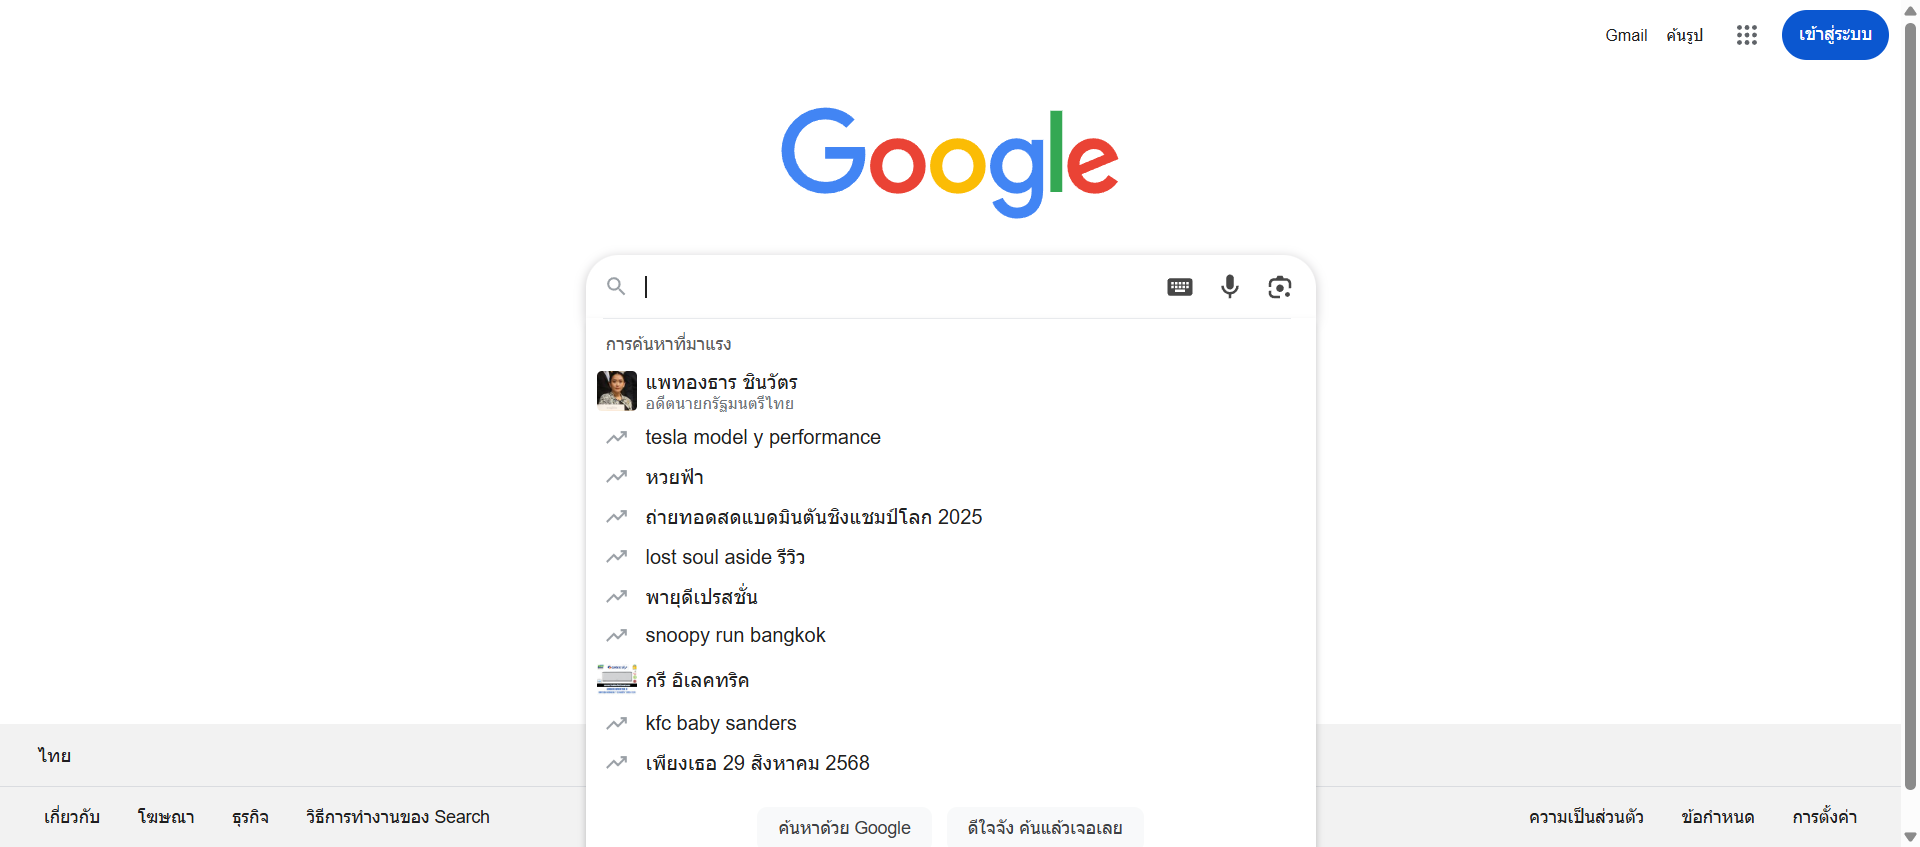 Gmail
ค้นรูป
เข้าสู่ระบบ
Google
การค้นหาที่มาแรง
แพทองธาร ชินวัตร
อดีตนายกรัฐมนตรีไทย
tesla model y performance
หวยฟ้า
ถ่ายทอดสดแบดมินตันชิงแชมป์โลก 2025
lost soul aside รีวิว
พายุดีเปรสชั่น
snoopy run bangkok
กรี อิเลคทริค
kfc baby sanders
เพียงเธอ 29 สิงหาคม 2568
ค้นหาด้วย Google
ดีใจจัง ค้นแล้วเจอเลย
ไทย
เกี่ยวกับ
โฆษณา
ธุรกิจ
วิธีการทำงานของ Search
ความเป็นส่วนตัว
ข้อกำหนด
การตั้งค่า